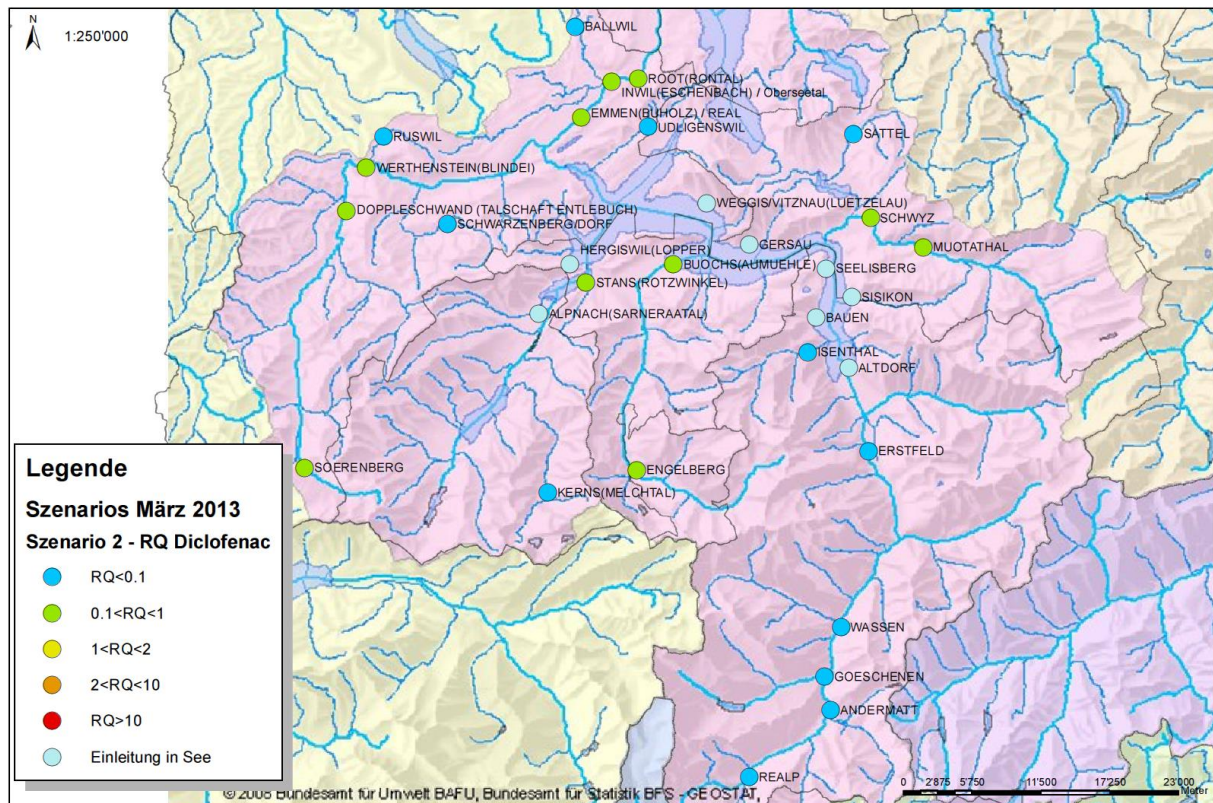 N
1:250'000
BALLWIL
ROOT(RONTAL)
INWIL(ESCHENBACH) / Oberseetal
EMMEN(BUHOLZ) / REAL
UDLIGENSWIL
RUSWIL
SATTEL
WERTHENSTEIN(BLINDEI)
WEGGIS/VITZNAU(LUETZELAU)
DOPPLESCHWAND (TALSCHAFT ENTLEBUCH)
SCHWYZ
SCHWARZENBERG/DORF
HERGISWIL(LOPPER)
GERSAU
MUOTATHAL
BUOCHS(AUMUEHLE)
SEELISBERG
STANS(ROTZWINKEL)
SISIKON
ALPNACH(SARNERAATAL)
BAUEN
ISENTHAL
ALTDORF
ERSTFELD
SOERENBERG
ENGELBERG
KERNS(MELCHTAL)
WASSEN
GOESCHENEN
ANDERMATT
REALP
Legende
Szenarios März 2013
Szenario 2 - RQ Diclofenac
RQ<0.1
0.1<RQ<1
1<RQ<2
2<RQ<10
RQ>10
Einleitung in See
0 2'875 5'750 11'500 17'250 23'000
Meter
© 2008 Bundesamt für Umwelt BAFU, Bundesamt für Statistik BFS - GEOSTAT,